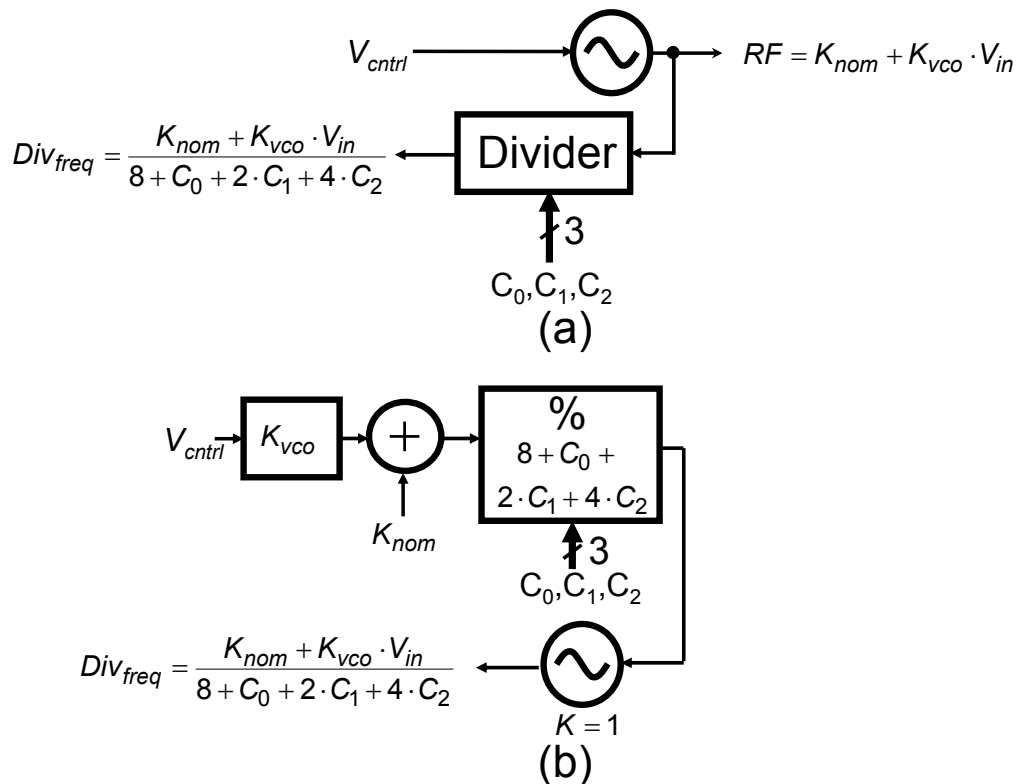 V_cntrl
RF = K_nom + K_vco · V_in
Div_freq = (K_nom + K_vco · V_in) / (8 + C_0 + 2 · C_1 + 4 · C_2)
Divider
3
C_0,C_1,C_2
(a)
V_cntrl
K_vco
+
%
8 + C_0 +
2 · C_1 + 4 · C_2
K_nom
3
C_0,C_1,C_2
Div_freq = (K_nom + K_vco · V_in) / (8 + C_0 + 2 · C_1 + 4 · C_2)
K = 1
(b)